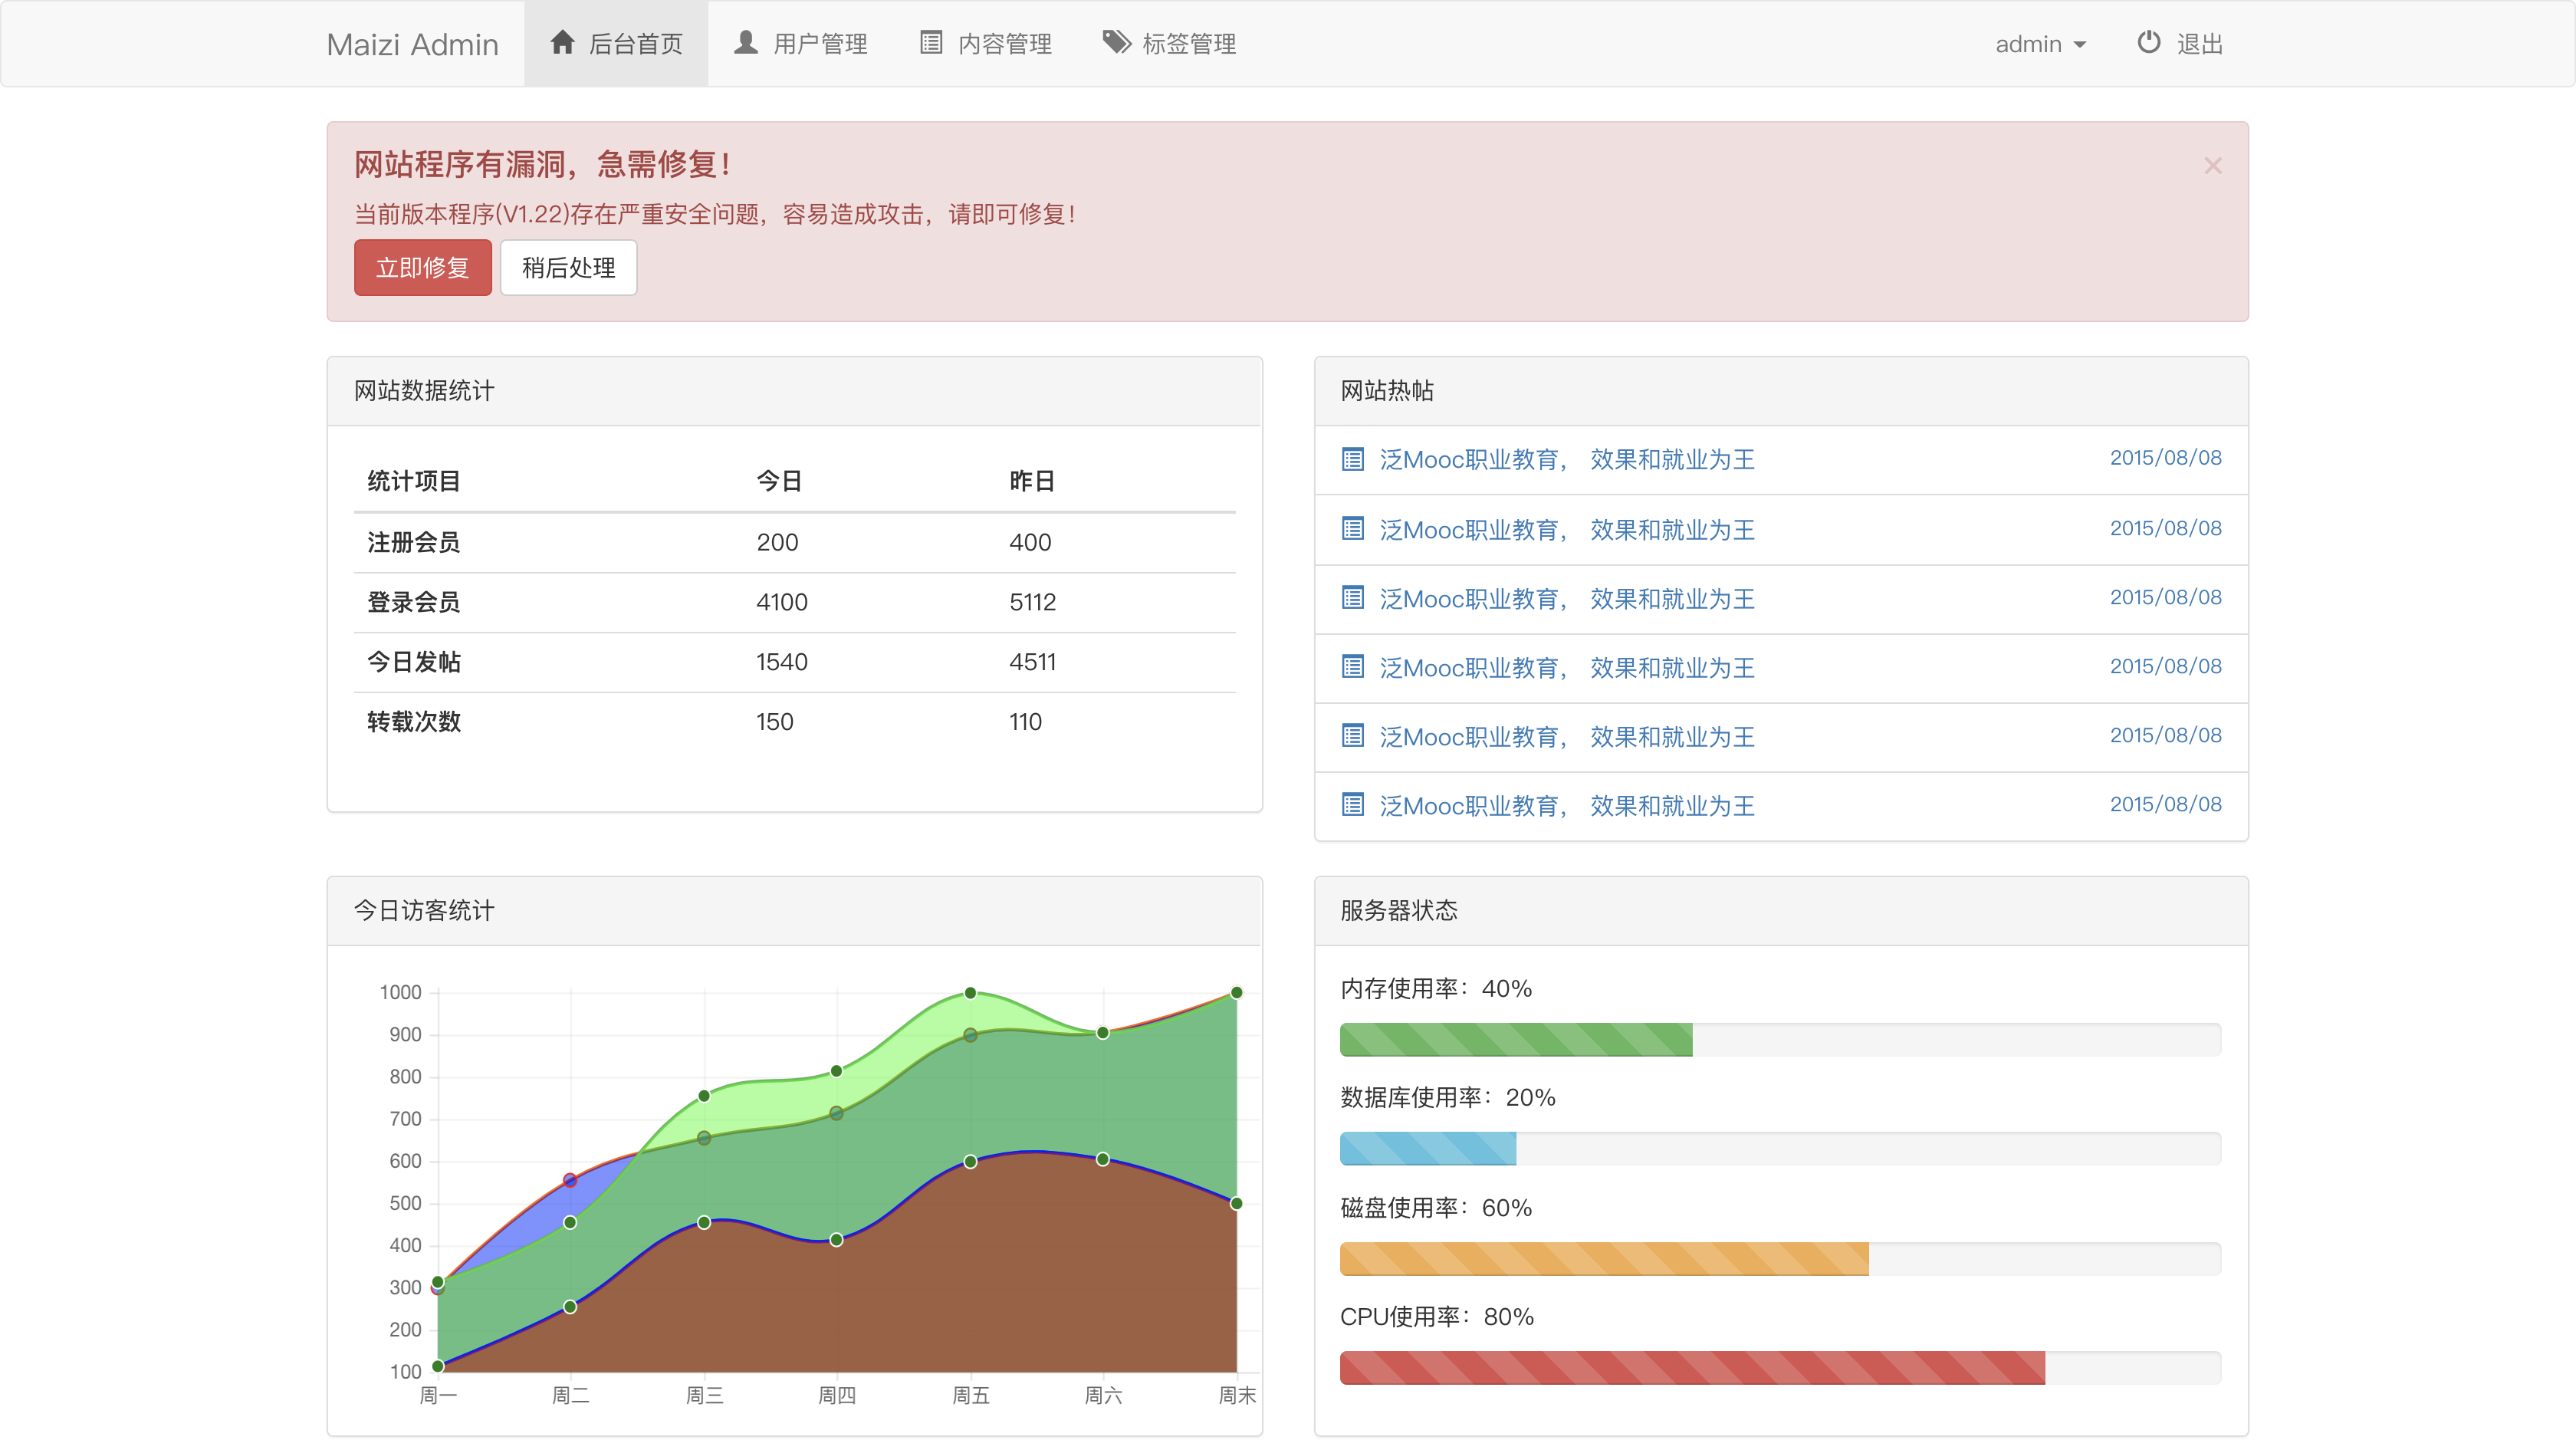 Maizi Admin 后台首页 用户管理 内容管理 标签管理 admin 退出
网站程序有漏洞，急需修复！
×
当前版本程序(V1.22)存在严重安全问题，容易造成攻击，请即可修复！
立即修复 稍后处理
网站数据统计
统计项目 今日 昨日
注册会员 200 400
登录会员 4100 5112
今日发帖 1540 4511
转载次数 150 110
网站热帖
泛Mooc职业教育， 效果和就业为王 2015/08/08
泛Mooc职业教育， 效果和就业为王 2015/08/08
泛Mooc职业教育， 效果和就业为王 2015/08/08
泛Mooc职业教育， 效果和就业为王 2015/08/08
泛Mooc职业教育， 效果和就业为王 2015/08/08
泛Mooc职业教育， 效果和就业为王 2015/08/08
今日访客统计
1000
900
800
700
600
500
400
300
200
100
周一 周二 周三 周四 周五 周六 周末
服务器状态
内存使用率：40%
数据库使用率：20%
磁盘使用率：60%
CPU使用率：80%